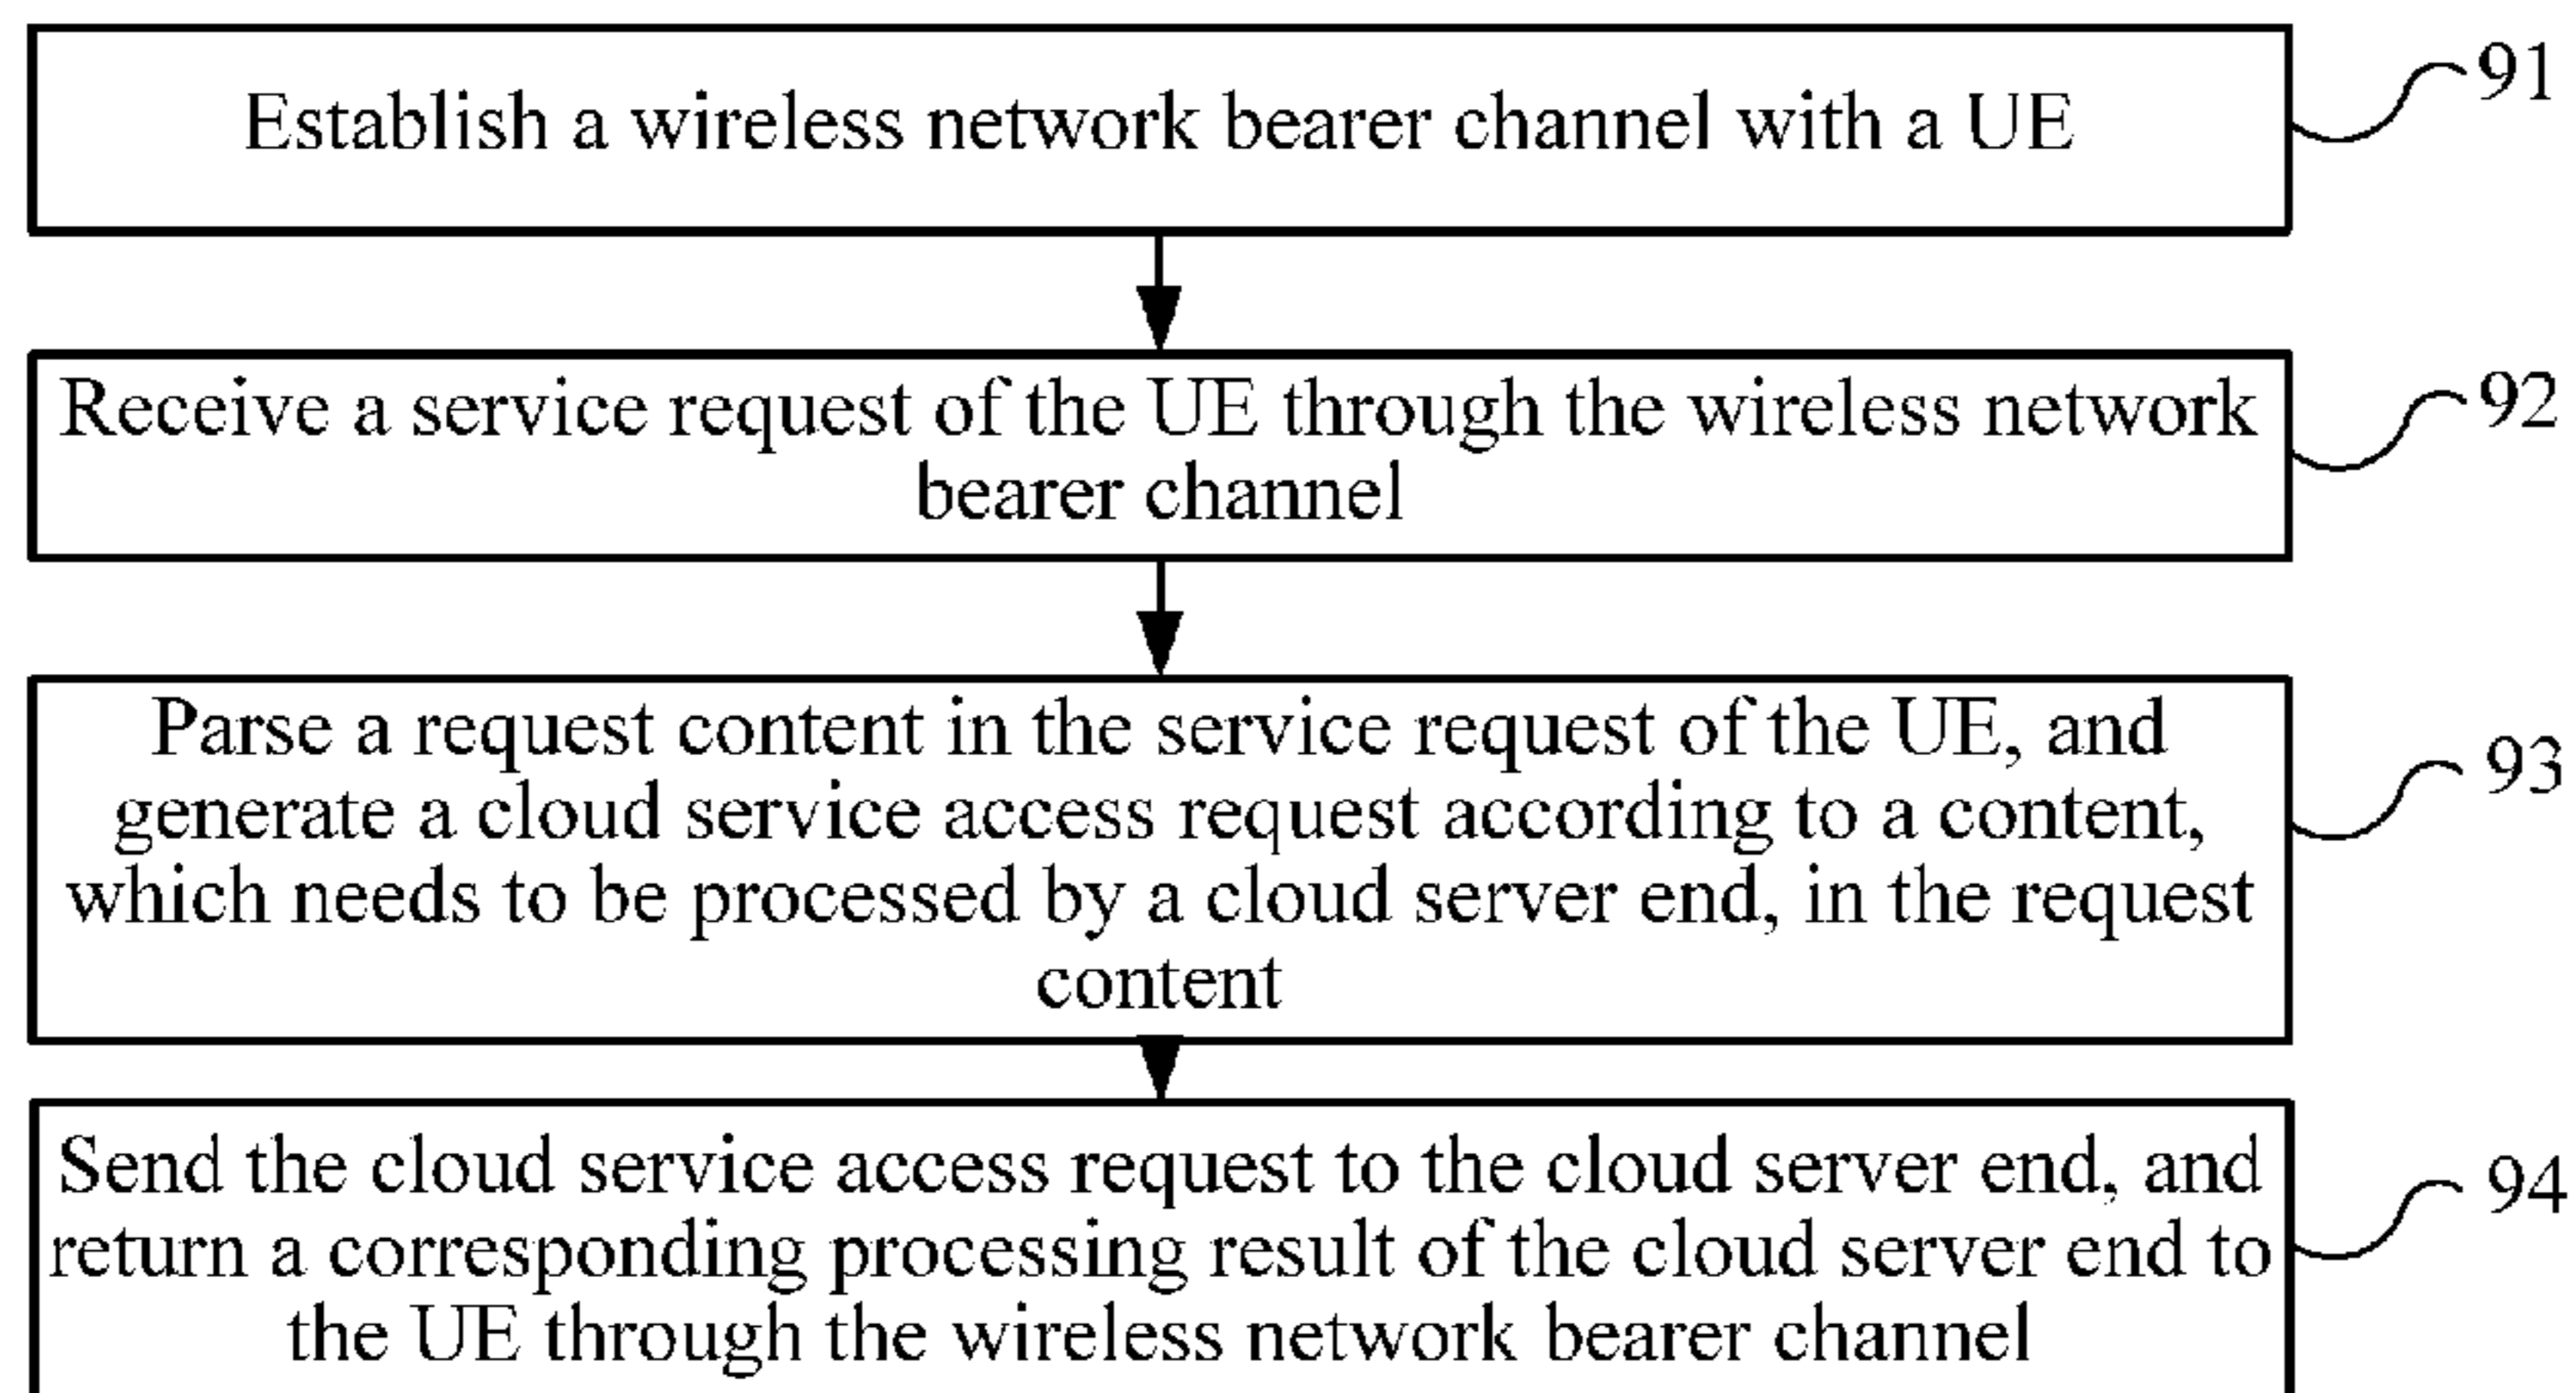 Establish a wireless network bearer channel with a UE
91
Receive a service request of the UE through the wireless network
bearer channel
92
Parse a request content in the service request of the UE, and
generate a cloud service access request according to a content,
which needs to be processed by a cloud server end, in the request
content
93
Send the cloud service access request to the cloud server end, and
return a corresponding processing result of the cloud server end to
the UE through the wireless network bearer channel
94